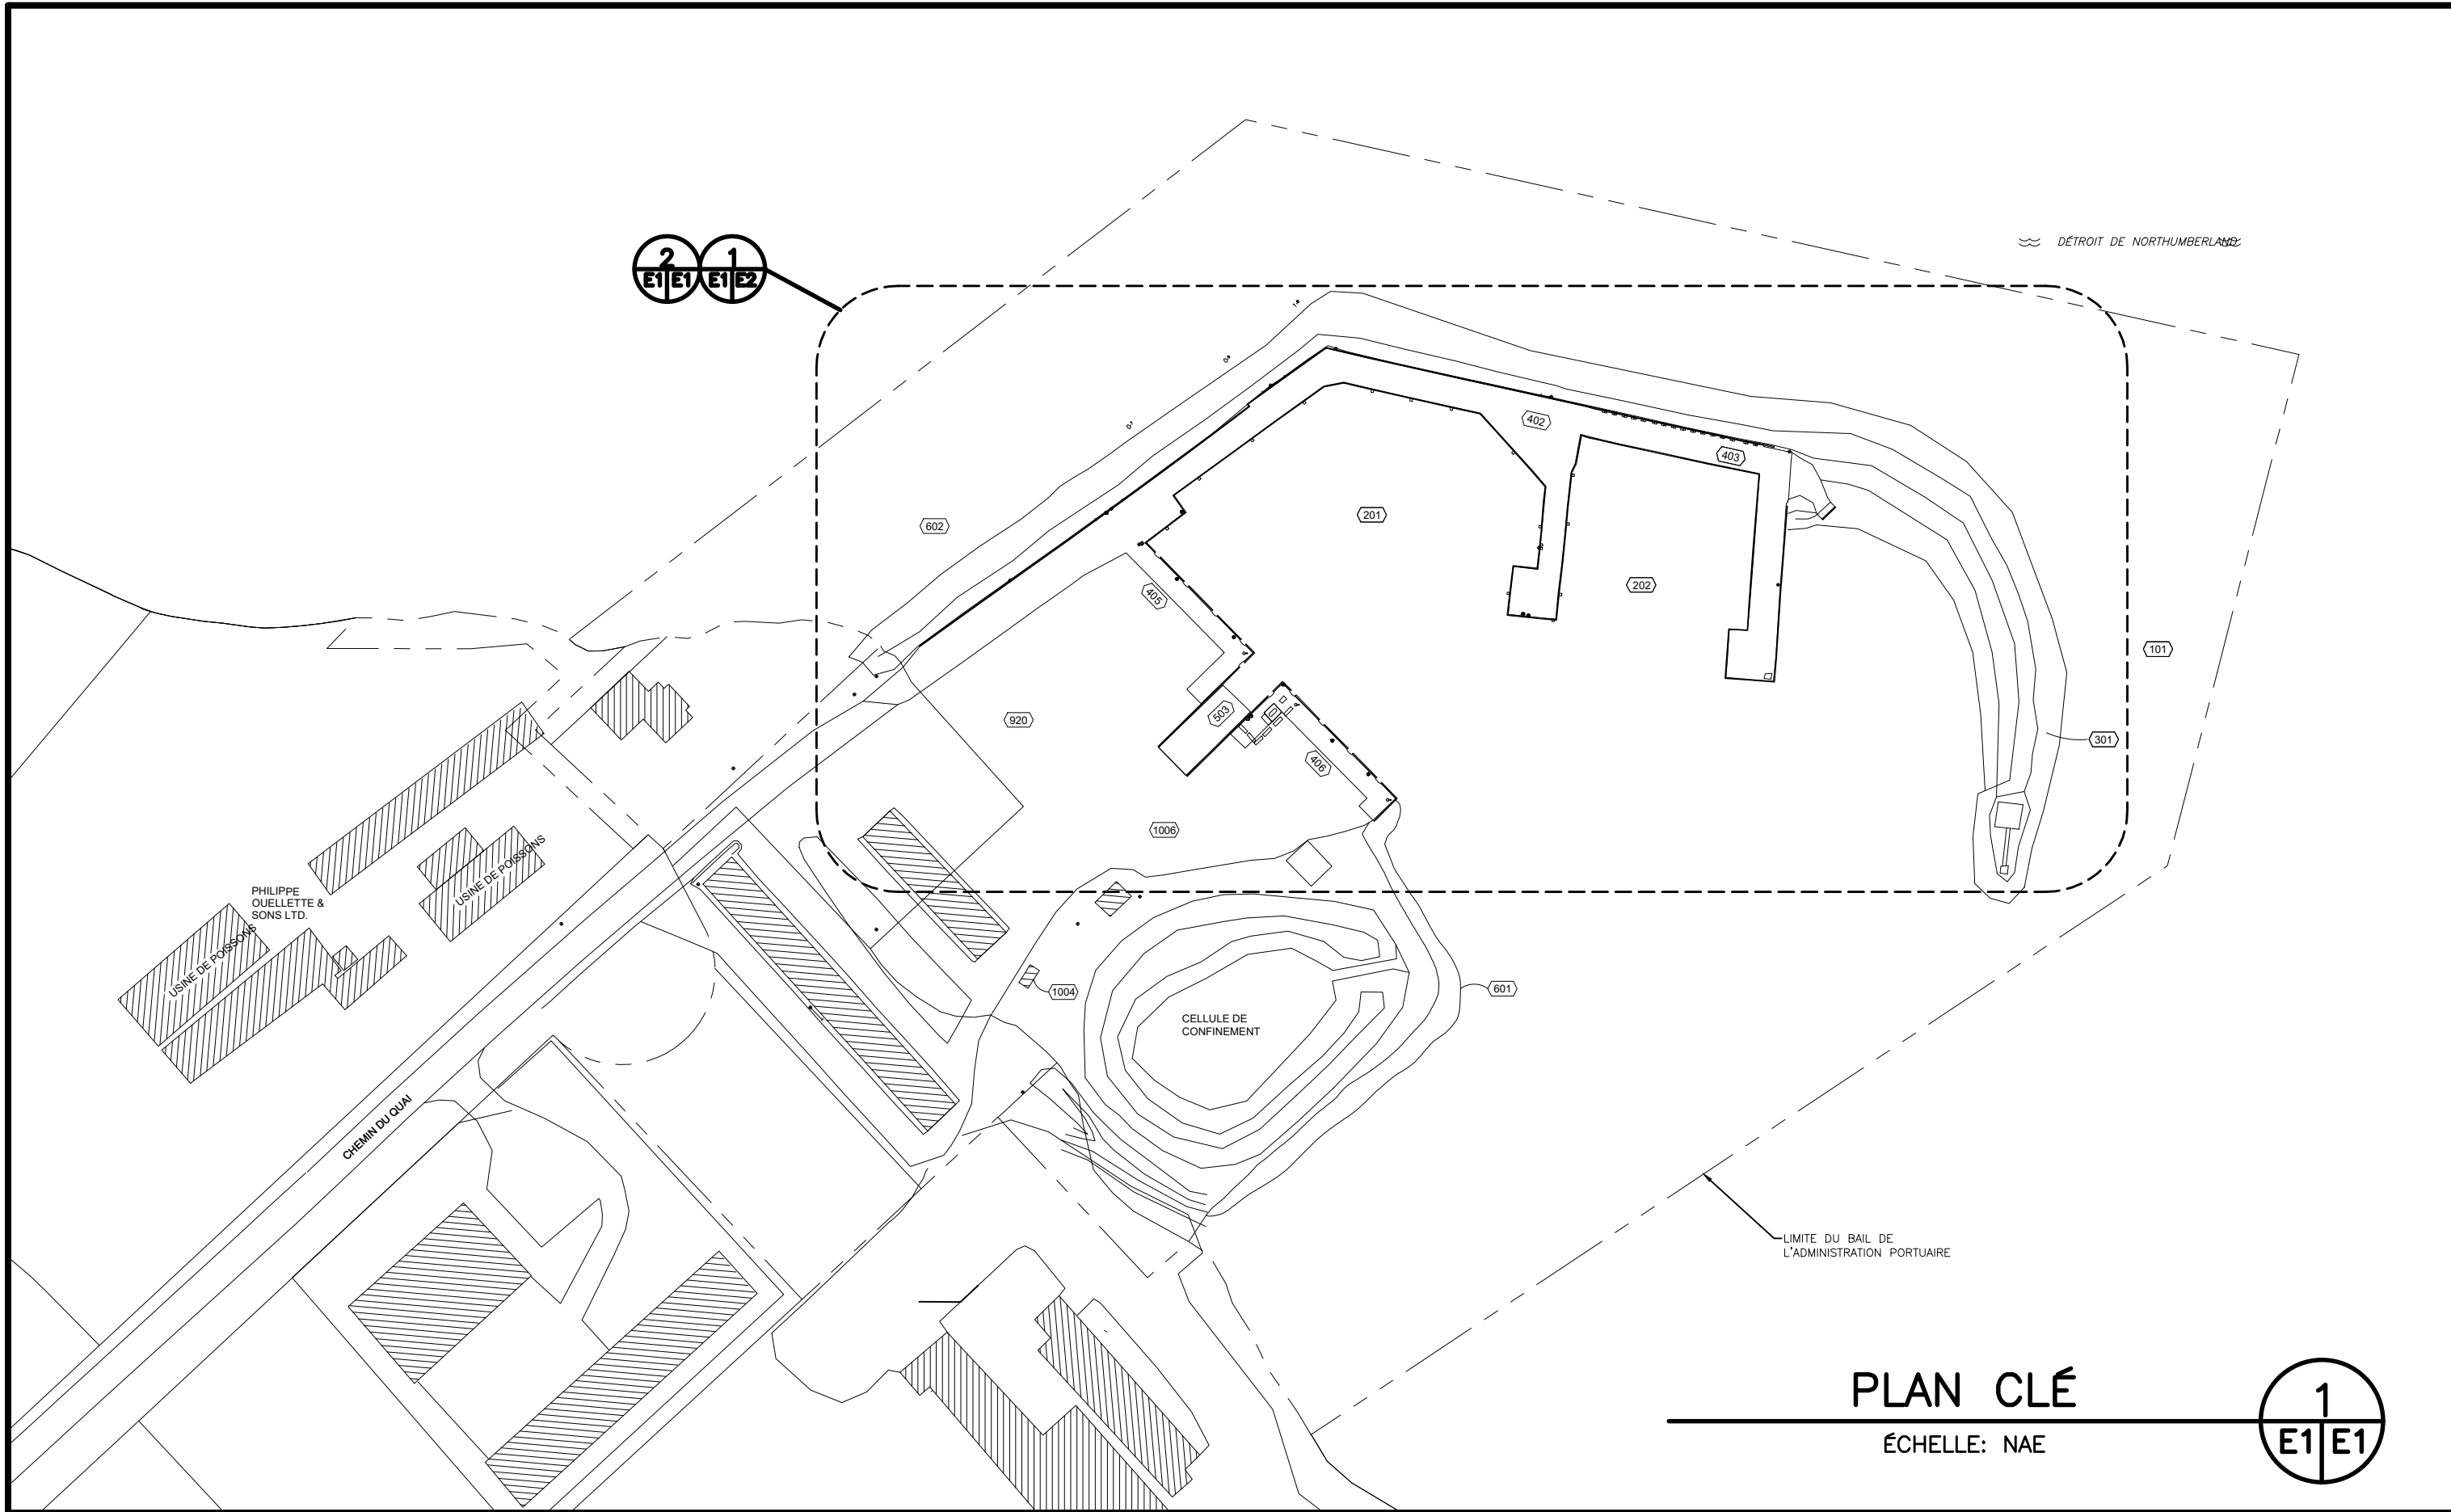 2
E1 E1
1
E1 E2
DÉTROIT DE NORTHUMBERLAND
402
403
201
602
202
405
101
503
920
301
406
1006
USINE DE POISSONS
PHILIPPE
OUELLETTE &
SONS LTD.
USINE DE POISSONS
1004
601
CELLULE DE
CONFINEMENT
CHEMIN DU QUAI
LIMITE DU BAIL DE
L'ADMINISTRATION PORTUAIRE
PLAN CLÉ
ÉCHELLE: NAE
1
E1 E1